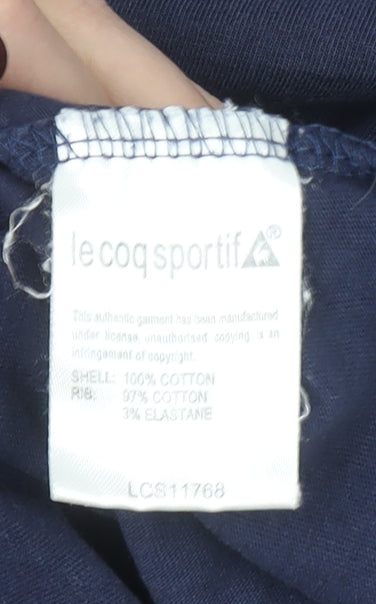 le coq sportif ®
This authentic garment has been manufactured
under license, unauthorised copying is an
infringement of copyright.
SHELL: 100% COTTON
RIB: 97% COTTON
3% ELASTANE
LCS11768